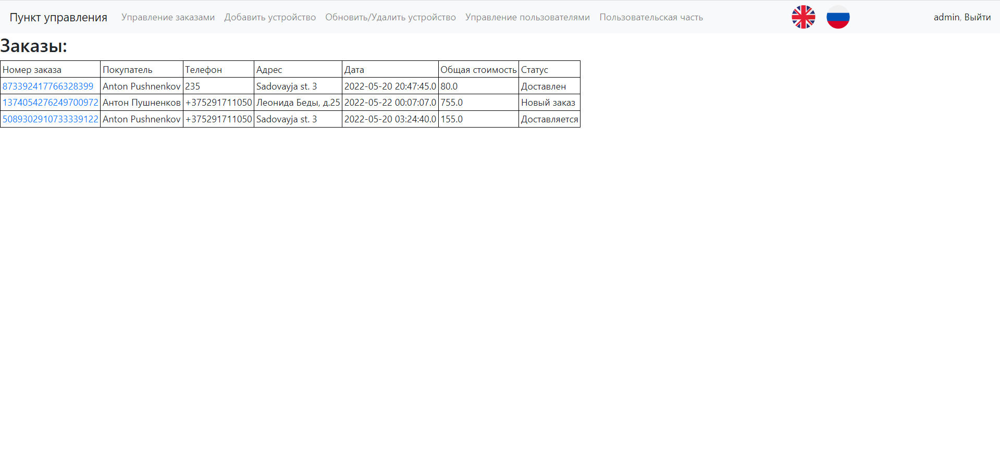 Пункт управления Управление заказами Добавить устройство Обновить/Удалить устройство Управление пользователями Пользовательская часть admin, Выйти
Заказы:
Номер заказа Покупатель Телефон Адрес Дата Общая стоимость Статус
873392417766328399 Anton Pushnenkov 235 Sadovayja st. 3 2022-05-20 20:47:45.0 80.0 Доставлен
1374054276249700972 Антон Пушненков +375291711050 Леонида Беды, д.25 2022-05-22 00:07:07.0 755.0 Новый заказ
5089302910733339122 Anton Pushnenkov +375291711050 Sadovayja st. 3 2022-05-20 03:24:40.0 155.0 Доставляется